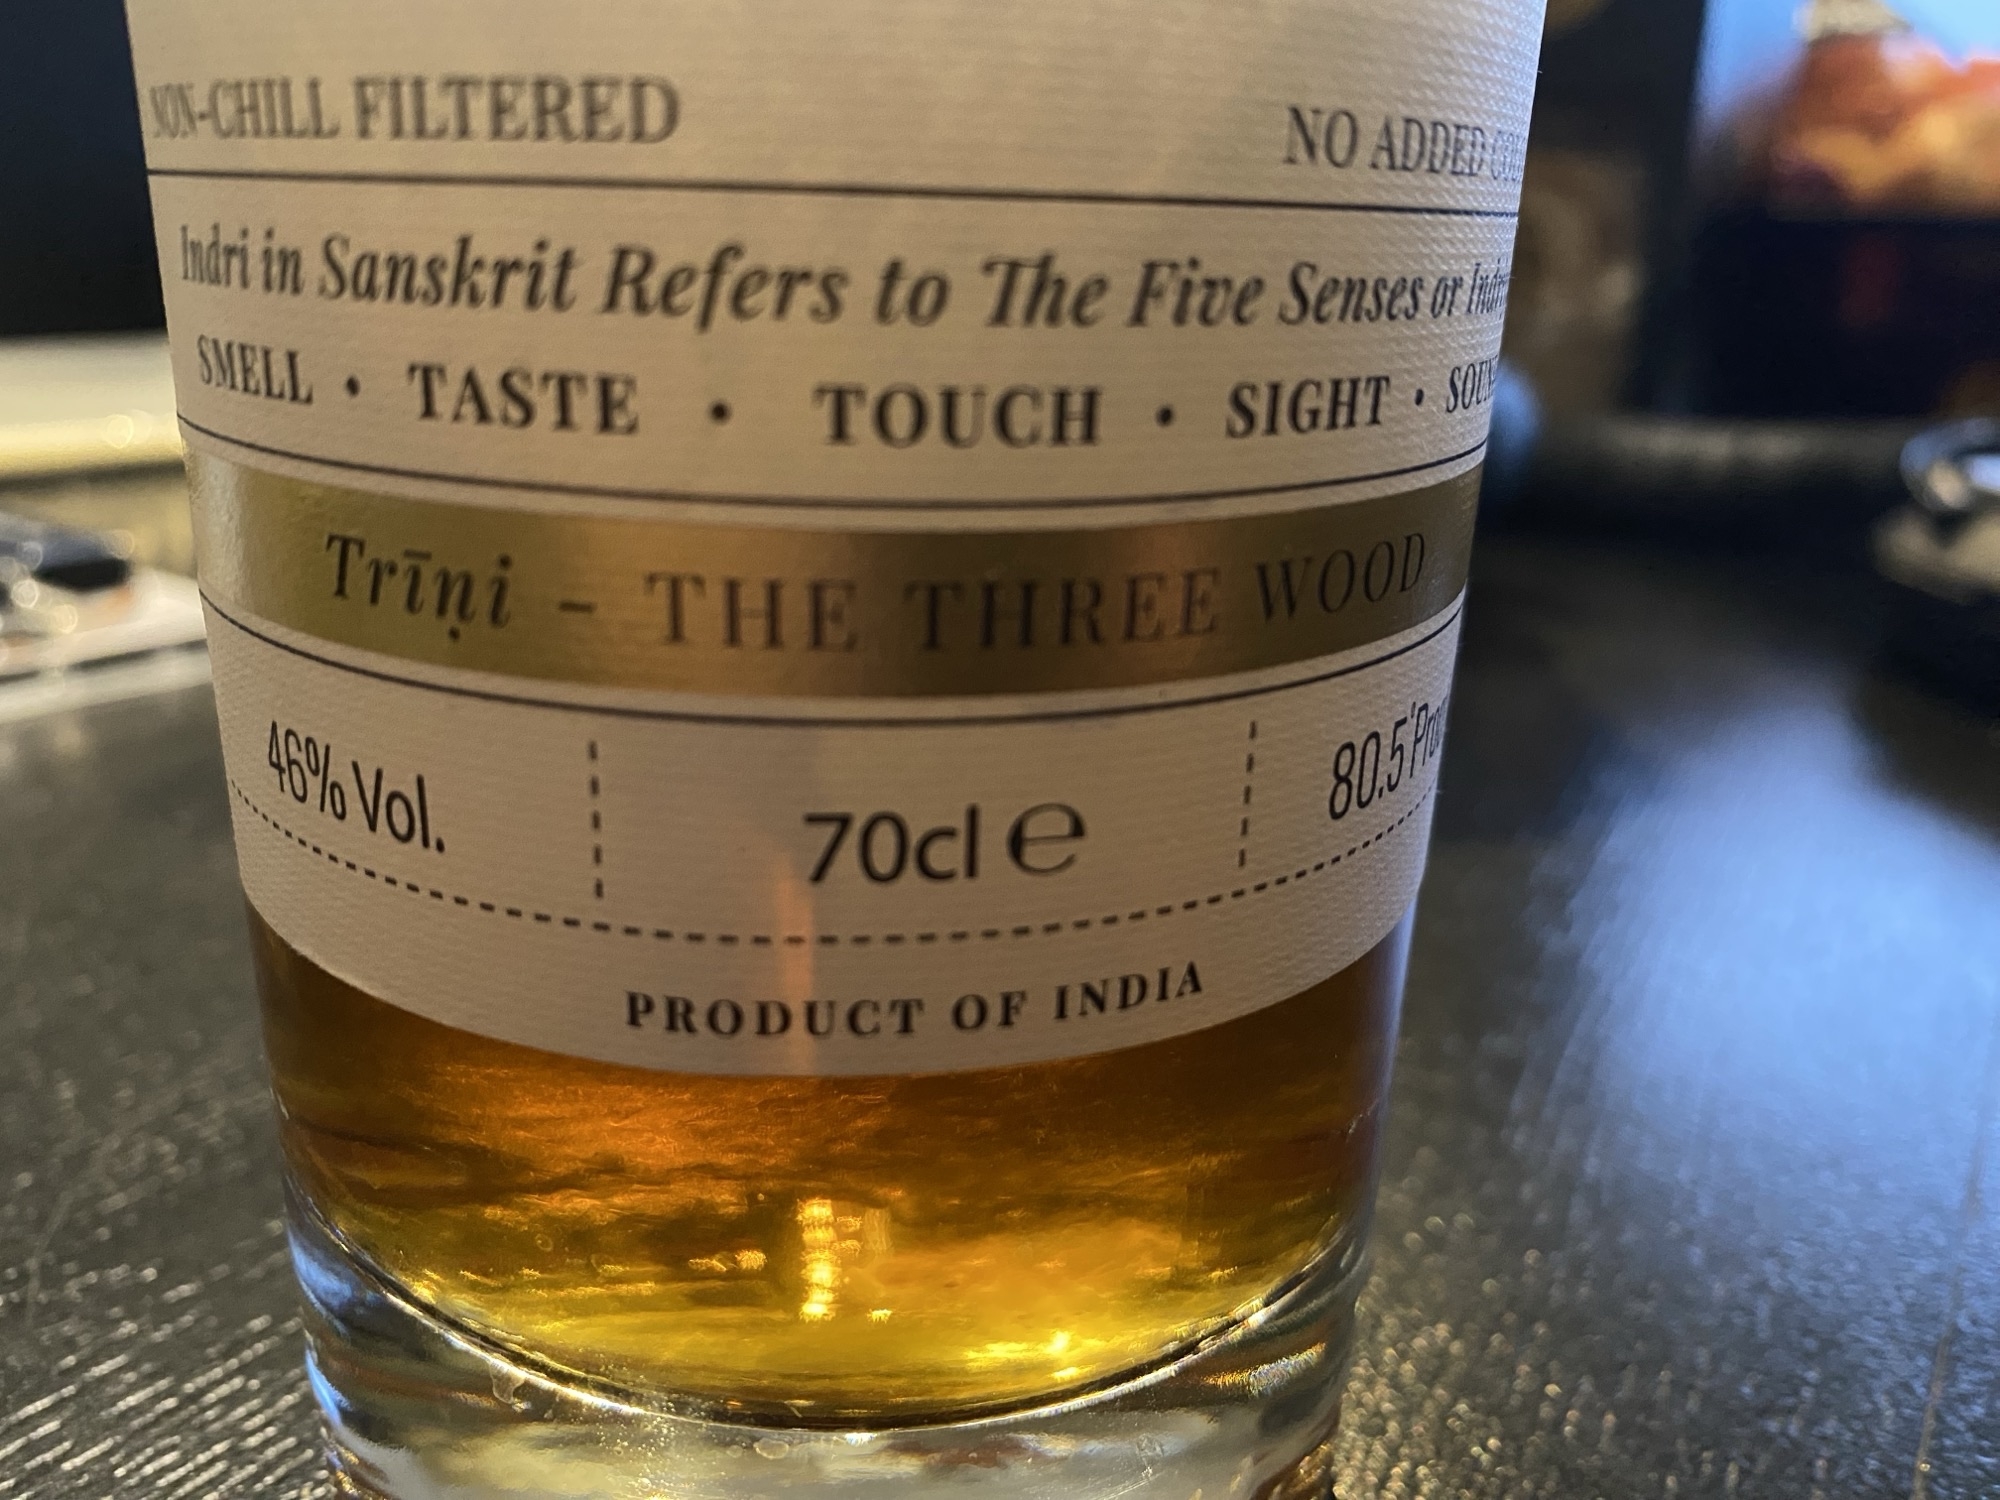 NON-CHILL FILTERED
NO ADDED
Indri in Sanskrit Refers to The Five Senses or
SMELL • TASTE • TOUCH • SIGHT •
Trīṇi – THE THREE WOOD
46% Vol.
70cl ℮
80.5°
PRODUCT OF INDIA